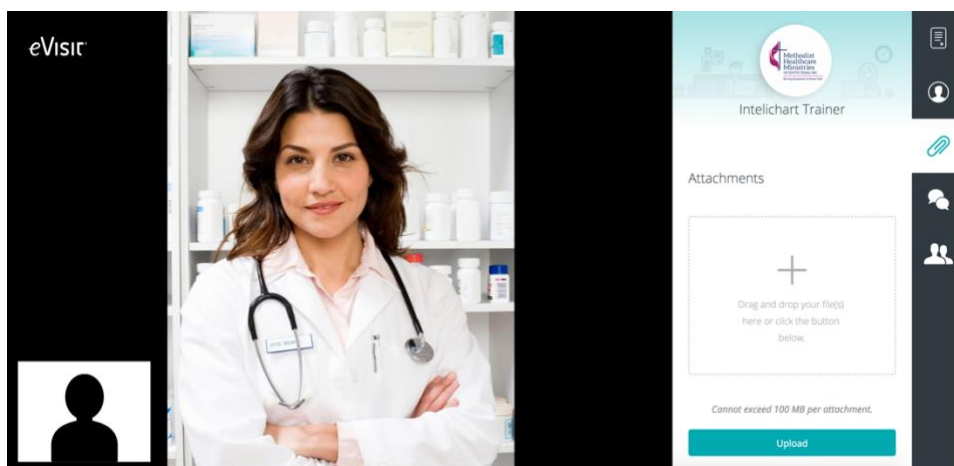 eVisit
Methodist
Healthcare
Ministries
Intelichart Trainer
Attachments
Drag and drop your file(s)
here or click the button
below.
Cannot exceed 100 MB per attachment.
Upload